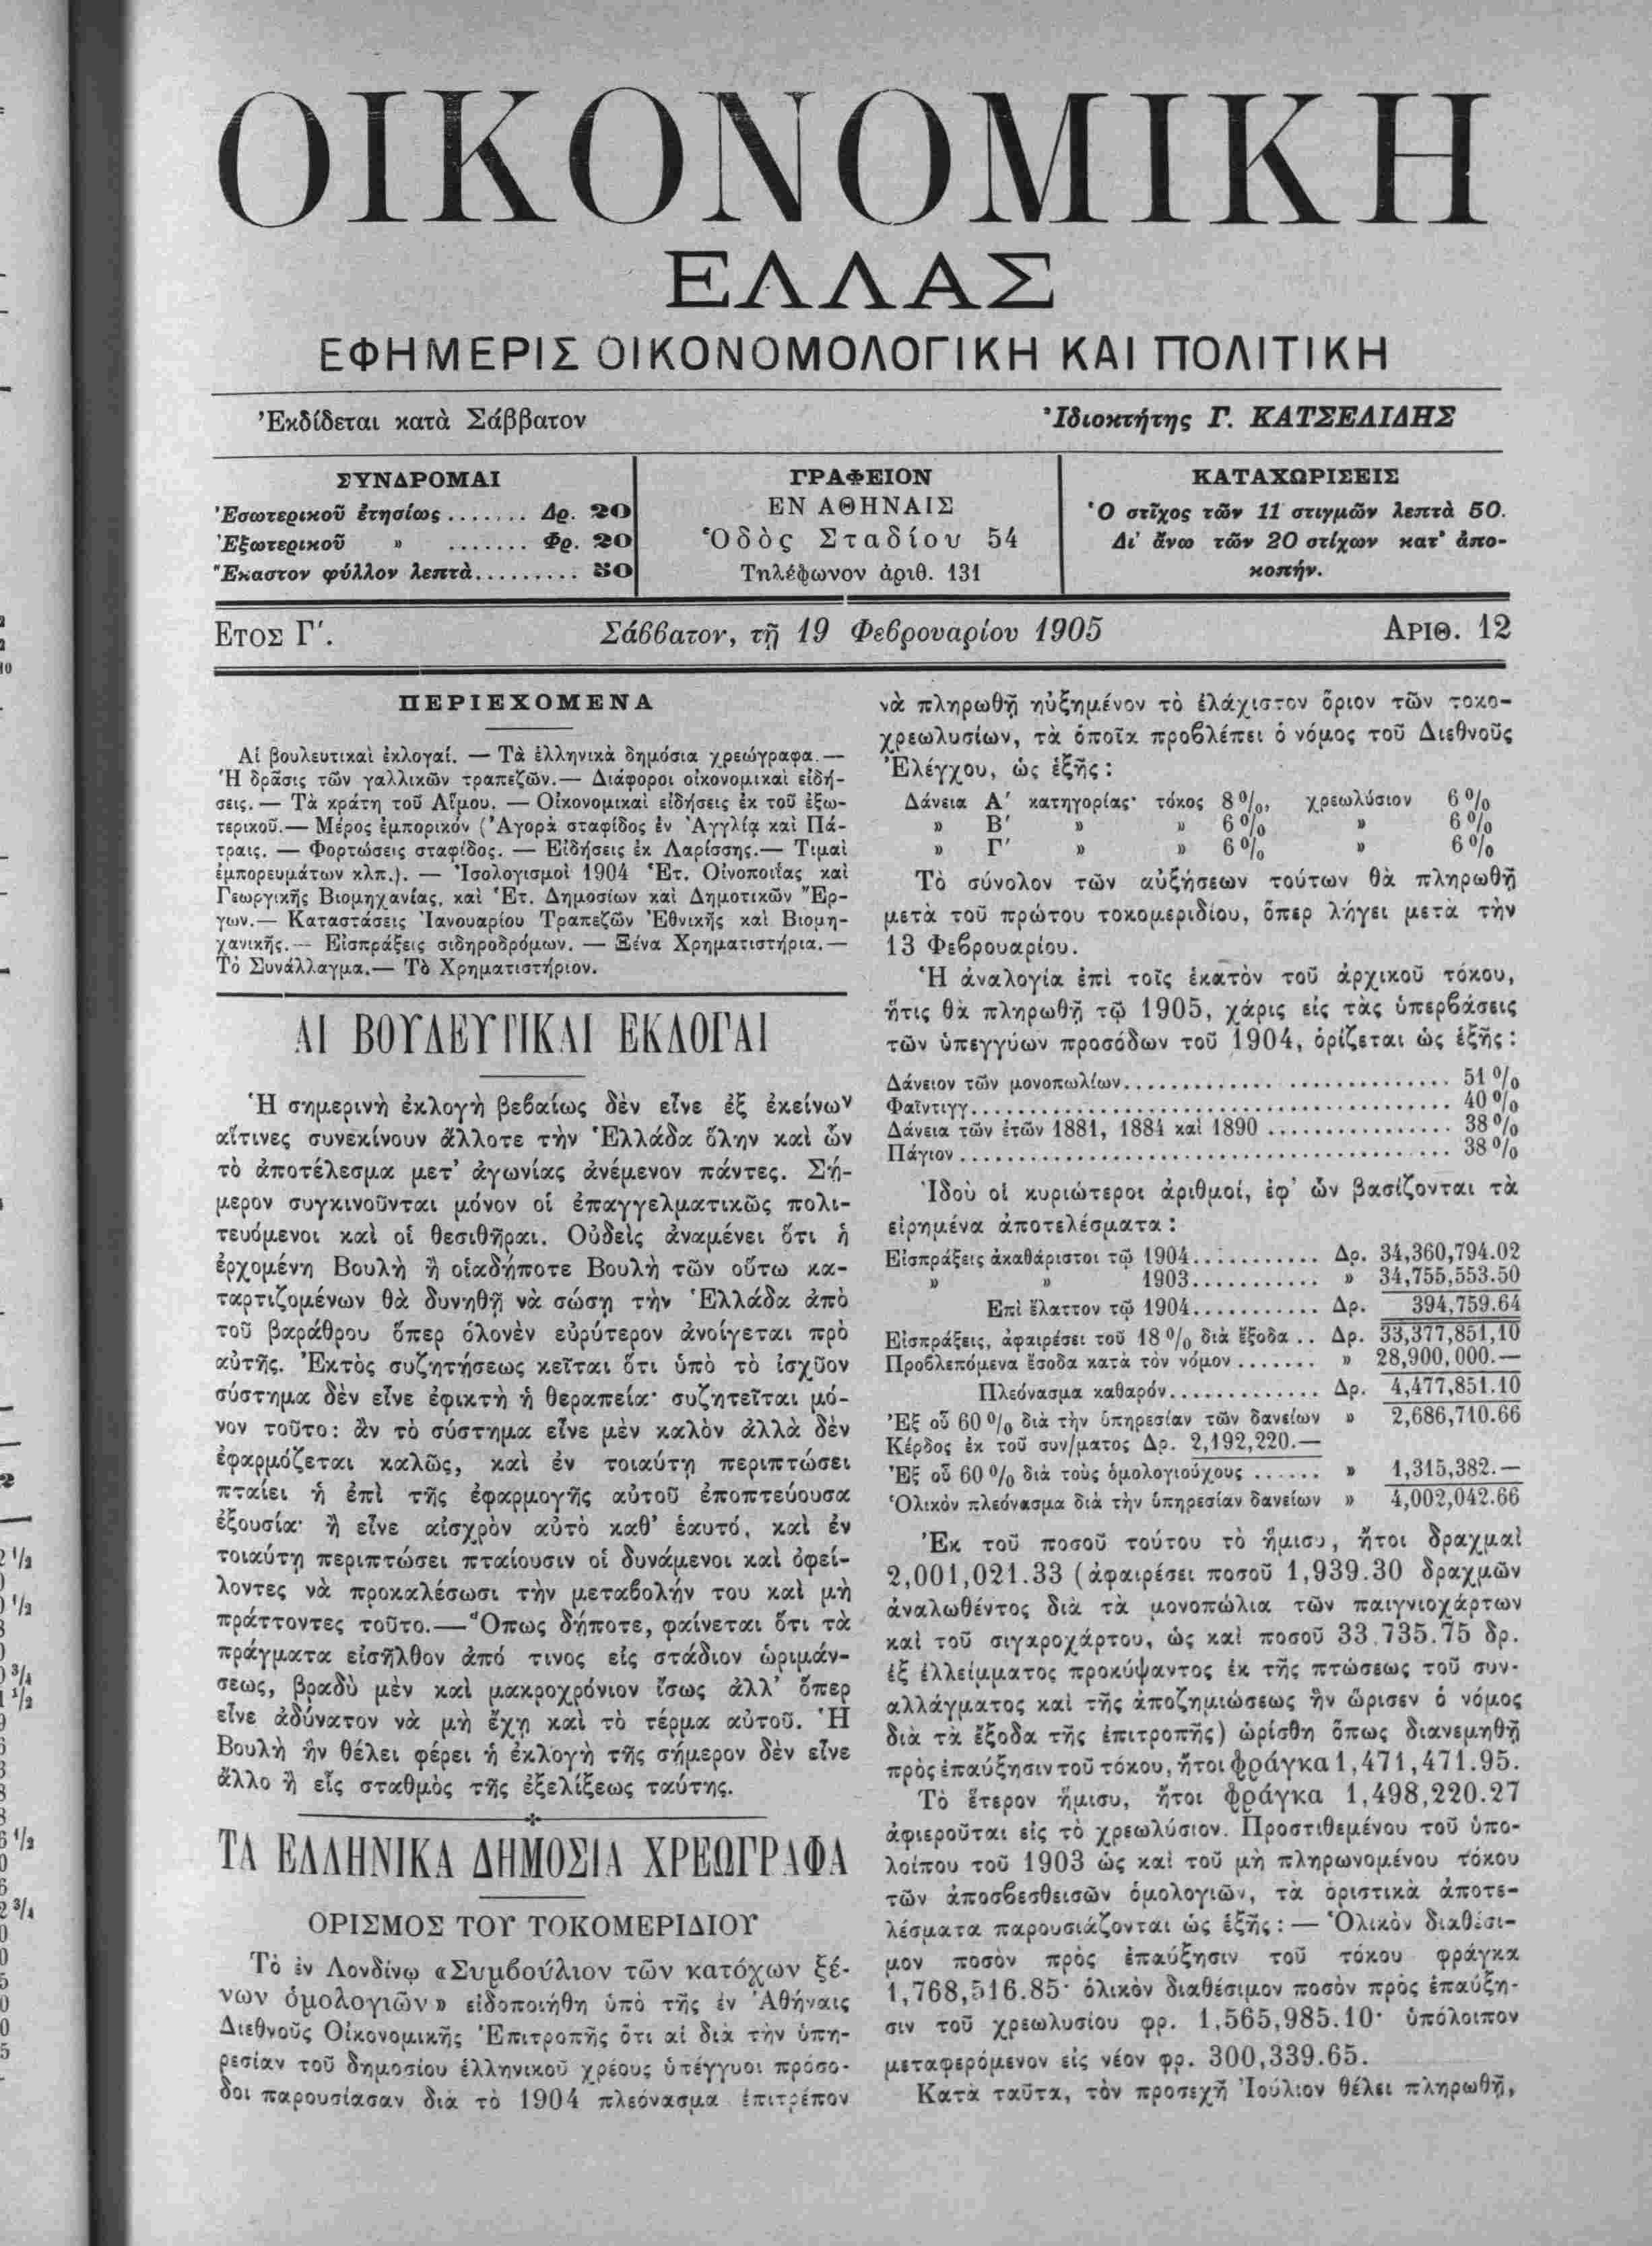 ΟΙΚΟΝΟΜΙΚΗ
ΕΛΛΑΣ
ΕΦΗΜΕΡΙΣ ΟΙΚΟΝΟΜΟΛΟΓΙΚΗ ΚΑΙ ΠΟΛΙΤΙΚΗ
Ἐκδίδεται κατὰ Σάββατον
Ἰδιοκτήτης Γ. ΚΑΤΣΕΛΙΔΗΣ
ΣΥΝΔΡΟΜΑΙ
Ἐσωτερικοῦ ἐτησίως ....... Δρ. 20
Ἐξωτερικοῦ » ....... Φρ. 20
Ἕκαστον φύλλον λεπτὰ......... 50
ΓΡΑΦΕΙΟΝ
ΕΝ ΑΘΗΝΑΙΣ
Ὁδὸς Σταδίου 54
Τηλέφωνον ἀριθ. 131
ΚΑΤΑΧΩΡΙΣΕΙΣ
Ὁ στῖχος τῶν 11 στιγμῶν λεπτὰ 50.
Δι' ἄνω τῶν 20 στίχων κατ' ἀπο-
κοπήν.
ΕΤΟΣ Γ'.
Σάββατον, τῇ 19 Φεβρουαρίου 1905
ΑΡΙΘ. 12
ΠΕΡΙΕΧΟΜΕΝΑ
Αἱ βουλευτικαὶ ἐκλογαί. — Τὰ ἑλληνικὰ δημόσια χρεώγραφα.—
Ἡ δρᾶσις τῶν γαλλικῶν τραπεζῶν.— Διάφοροι οἰκονομικαὶ εἰδή-
σεις.— Τὰ κράτη τοῦ Αἵμου. — Οἰκονομικαὶ εἰδήσεις ἐκ τοῦ ἐξω-
τερικοῦ.— Μέρος ἐμπορικόν (Ἀγορὰ σταφίδος ἐν Ἀγγλίᾳ καὶ Πά-
τραις. — Φορτώσεις σταφίδος. — Εἰδήσεις ἐκ Λαρίσσης.— Τιμαὶ
ἐμπορευμάτων κλπ.). — Ἰσολογισμοὶ 1904 Ἑτ. Οἰνοποιΐας καὶ
Γεωργικῆς Βιομηχανίας, καὶ Ἑτ. Δημοσίων καὶ Δημοτικῶν Ἔρ-
γων.— Καταστάσεις Ἰανουαρίου Τραπεζῶν Ἐθνικῆς καὶ Βιομη-
χανικῆς.— Εἰσπράξεις σιδηροδρόμων. — Ξένα Χρηματιστήρια.—
Τὸ Συνάλλαγμα.— Τὸ Χρηματιστήριον.
ΑΙ ΒΟΥΛΕΥΤΙΚΑΙ ΕΚΛΟΓΑΙ
Ἡ σημερινὴ ἐκλογὴ βεβαίως δὲν εἶνε ἐξ ἐκείνων
αἵτινες συνεκίνουν ἄλλοτε τὴν Ἑλλάδα ὅλην καὶ ὧν
τὸ ἀποτέλεσμα μετ' ἀγωνίας ἀνέμενον πάντες. Σή-
μερον συγκινοῦνται μόνον οἱ ἐπαγγελματικῶς πολι-
τευόμενοι καὶ οἱ θεσιθῆραι. Οὐδεὶς ἀναμένει ὅτι ἡ
ἐρχομένη Βουλὴ ἢ οἱαδήποτε Βουλὴ τῶν οὕτω κα-
ταρτιζομένων θὰ δυνηθῇ νὰ σώσῃ τὴν Ἑλλάδα ἀπὸ
τοῦ βαράθρου ὅπερ ὁλονὲν εὐρύτερον ἀνοίγεται πρὸ
αὐτῆς. Ἐκτὸς συζητήσεως κεῖται ὅτι ὑπὸ τὸ ἰσχῦον
σύστημα δὲν εἶνε ἐφικτὴ ἡ θεραπεία· συζητεῖται μό-
νον τοῦτο: ἂν τὸ σύστημα εἶνε μὲν καλὸν ἀλλὰ δὲν
ἐφαρμόζεται καλῶς, καὶ ἐν τοιαύτῃ περιπτώσει
πταίει ἡ ἐπὶ τῆς ἐφαρμογῆς αὐτοῦ ἐποπτεύουσα
ἐξουσία· ἢ εἶνε αἰσχρὸν αὐτὸ καθ' ἑαυτό, καὶ ἐν
τοιαύτῃ περιπτώσει πταίουσιν οἱ δυνάμενοι καὶ ὀφεί-
λοντες νὰ προκαλέσωσι τὴν μεταβολήν του καὶ μὴ
πράττοντες τοῦτο.—Ὅπως δήποτε, φαίνεται ὅτι τὰ
πράγματα εἰσῆλθον ἀπό τινος εἰς στάδιον ὡριμάν-
σεως, βραδὺ μὲν καὶ μακροχρόνιον ἴσως ἀλλ' ὅπερ
εἶνε ἀδύνατον νὰ μὴ ἔχῃ καὶ τὸ τέρμα αὐτοῦ. Ἡ
Βουλὴ ἣν θέλει φέρει ἡ ἐκλογὴ τῆς σήμερον δὲν εἶνε
ἄλλο ἢ εἷς σταθμὸς τῆς ἐξελίξεως ταύτης.
ΤΑ ΕΛΛΗΝΙΚΑ ΔΗΜΟΣΙΑ ΧΡΕΩΓΡΑΦΑ
ΟΡΙΣΜΟΣ ΤΟΥ ΤΟΚΟΜΕΡΙΔΙΟΥ
Τὸ ἐν Λονδίνῳ «Συμβούλιον τῶν κατόχων ξέ-
νων ὁμολογιῶν» εἰδοποιήθη ὑπὸ τῆς ἐν Ἀθήναις
Διεθνοῦς Οἰκονομικῆς Ἐπιτροπῆς ὅτι αἱ διὰ τὴν ὑπη-
ρεσίαν τοῦ δημοσίου ἑλληνικοῦ χρέους ὑπέγγυοι πρόσο-
δοι παρουσίασαν διὰ τὸ 1904 πλεόνασμα ἐπιτρέπον
νὰ πληρωθῇ ηὐξημένον τὸ ἐλάχιστον ὅριον τῶν τοκο-
χρεωλυσίων, τὰ ὁποῖα προβλέπει ὁ νόμος τοῦ Διεθνοῦς
Ἐλέγχου, ὡς ἑξῆς:
Δάνεια Α' κατηγορίας· τόκος 8%, χρεωλύσιον 6%
» Β' » » 6% » 6%
» Γ' » » 6% » 6%
Τὸ σύνολον τῶν αὐξήσεων τούτων θὰ πληρωθῇ
μετὰ τοῦ πρώτου τοκομεριδίου, ὅπερ λήγει μετὰ τὴν
13 Φεβρουαρίου.
Ἡ ἀναλογία ἐπὶ τοῖς ἑκατὸν τοῦ ἀρχικοῦ τόκου,
ἥτις θὰ πληρωθῇ τῷ 1905, χάρις εἰς τὰς ὑπερβάσεις
τῶν ὑπεγγύων προσόδων τοῦ 1904, ὁρίζεται ὡς ἑξῆς:
Δάνειον τῶν μονοπωλίων.............................. 51%
Φαῖντιγγ.............................. 40%
Δάνεια τῶν ἐτῶν 1881, 1884 καὶ 1890 ................ 38%
Πάγιον.............................. 38%
Ἰδοὺ οἱ κυριώτεροι ἀριθμοί, ἐφ' ὧν βασίζονται τὰ
εἰρημένα ἀποτελέσματα:
Εἰσπράξεις ἀκαθάριστοι τῷ 1904............ Δρ. 34,360,794.02
» » 1903............ » 34,755,553.50
Ἐπὶ ἔλαττον τῷ 1904............ Δρ. 394,759.64
Εἰσπράξεις, ἀφαιρέσει τοῦ 18% διὰ ἔξοδα .. Δρ. 33,377,851,10
Προβλεπόμενα ἔσοδα κατὰ τὸν νόμον....... » 28,900,000.—
Πλεόνασμα καθαρόν............. Δρ. 4,477,851.10
Ἐξ οὗ 60% διὰ τὴν ὑπηρεσίαν τῶν δανείων » 2,686,710.66
Κέρδος ἐκ τοῦ συν/ματος Δρ. 2,192,220.—
Ἐξ οὗ 60% διὰ τοὺς ὁμολογιούχους ...... » 1,315,382.—
Ὁλικὸν πλεόνασμα διὰ τὴν ὑπηρεσίαν δανείων » 4,002,042.66
Ἐκ τοῦ ποσοῦ τούτου τὸ ἥμισυ, ἤτοι δραχμαὶ
2,001,021.33 (ἀφαιρέσει ποσοῦ 1,939.30 δραχμῶν
ἀναλωθέντος διὰ τὰ μονοπώλια τῶν παιγνιοχάρτων
καὶ τοῦ σιγαροχάρτου, ὡς καὶ ποσοῦ 33.735.75 δρ.
ἐξ ἐλλείμματος προκύψαντος ἐκ τῆς πτώσεως τοῦ συν-
αλλάγματος καὶ τῆς ἀποζημιώσεως ἣν ὥρισεν ὁ νόμος
διὰ τὰ ἔξοδα τῆς ἐπιτροπῆς) ὡρίσθη ὅπως διανεμηθῇ
πρὸς ἐπαύξησιν τοῦ τόκου, ἤτοι φράγκα 1,471,471.95.
Τὸ ἕτερον ἥμισυ, ἤτοι φράγκα 1,498,220.27
ἀφιεροῦται εἰς τὸ χρεωλύσιον. Προστιθεμένου τοῦ ὑπο-
λοίπου τοῦ 1903 ὡς καὶ τοῦ μὴ πληρωνομένου τόκου
τῶν ἀποσβεσθεισῶν ὁμολογιῶν, τὰ ὁριστικὰ ἀποτε-
λέσματα παρουσιάζονται ὡς ἑξῆς: — Ὁλικὸν διαθέσι-
μον ποσὸν πρὸς ἐπαύξησιν τοῦ τόκου φράγκα
1,768,516.85· ὁλικὸν διαθέσιμον ποσὸν πρὸς ἐπαύξη-
σιν τοῦ χρεωλυσίου φρ. 1,565,985.10· ὑπόλοιπον
μεταφερόμενον εἰς νέον φρ. 300,339.65.
Κατὰ ταῦτα, τὸν προσεχῆ Ἰούλιον θέλει πληρωθῇ,